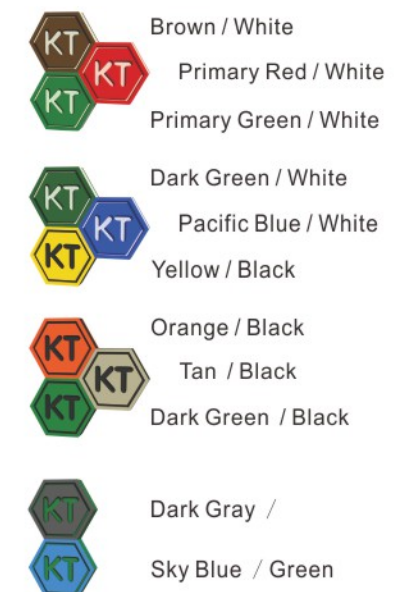 KT
Brown / White
KT
Primary Red / White
KT
Primary Green / White
KT
Dark Green / White
KT
Pacific Blue / White
KT
Yellow / Black
KT
Orange / Black
KT
Tan / Black
KT
Dark Green / Black
KT
Dark Gray /
KT
Sky Blue / Green